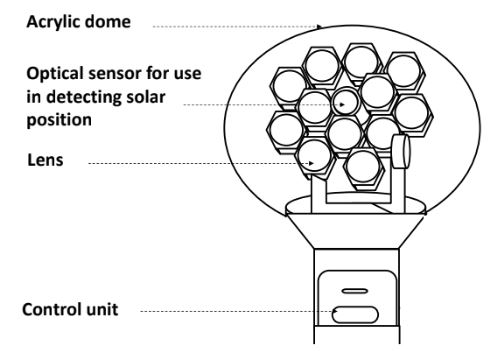 Acrylic dome
Optical sensor for use
in detecting solar
position
Lens
Control unit